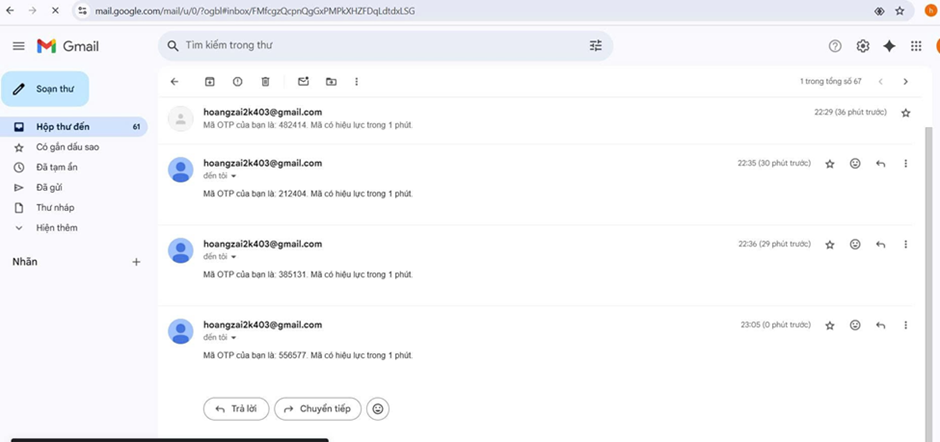 mail.google.com/mail/u/0/?ogbl#inbox/FMfcgzQcpnQgGxPMPkXHZFDqLdtdxLSG
h
Gmail
Tìm kiếm trong thư
Soạn thư
1 trong tổng số 67
Hộp thư đến 61
Có gắn dấu sao
Đã tạm ẩn
Đã gửi
Thư nháp
Hiện thêm
Nhãn
hoangzai2k403@gmail.com 22:29 (36 phút trước)
Mã OTP của bạn là: 482414. Mã có hiệu lực trong 1 phút.
hoangzai2k403@gmail.com 22:35 (30 phút trước)
đến tôi
Mã OTP của bạn là: 212404. Mã có hiệu lực trong 1 phút.
hoangzai2k403@gmail.com 22:36 (29 phút trước)
đến tôi
Mã OTP của bạn là: 385131. Mã có hiệu lực trong 1 phút.
hoangzai2k403@gmail.com 23:05 (0 phút trước)
đến tôi
Mã OTP của bạn là: 556577. Mã có hiệu lực trong 1 phút.
Trả lời
Chuyển tiếp